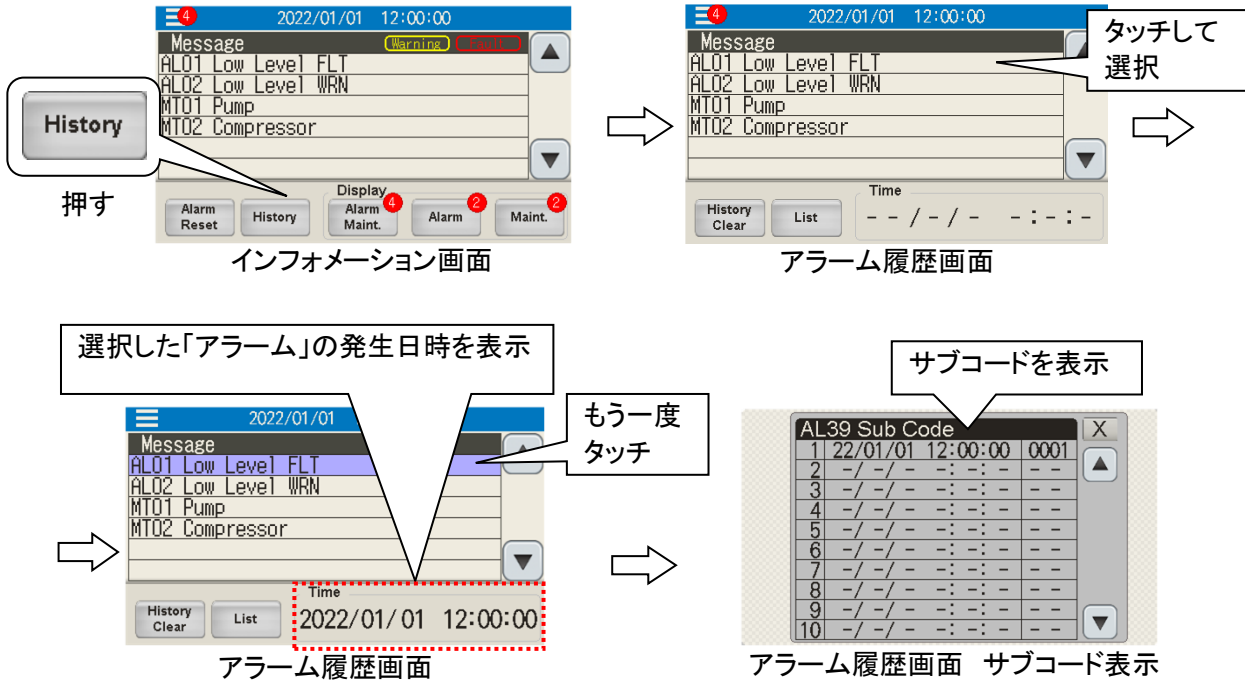 4 2022/01/01 12:00:00
Message Warning
AL01 Low Level FLT
AL02 Low Level WRN
MT01 Pump
MT02 Compressor
Display
Alarm Reset
History
Alarm Maint. 4
Alarm 2
Maint. 2
History
押す
インフォメーション画面
4 2022/01/01 12:00:00
Message
AL01 Low Level FLT
AL02 Low Level WRN
MT01 Pump
MT02 Compressor
Time
History Clear
List
--/-/- -:-:-
タッチして
選択
アラーム履歴画面
選択した「アラーム」の発生日時を表示
2022/01/01
Message
AL01 Low Level FLT
AL02 Low Level WRN
MT01 Pump
MT02 Compressor
Time
History Clear
List
2022/01/01 12:00:00
もう一度
タッチ
アラーム履歴画面
サブコードを表示
AL39 Sub Code X
1 22/01/01 12:00:00 0001
2 -/ -/ - -: -: - - -
3 -/ -/ - -: -: - - -
4 -/ -/ - -: -: - - -
5 -/ -/ - -: -: - - -
6 -/ -/ - -: -: - - -
7 -/ -/ - -: -: - - -
8 -/ -/ - -: -: - - -
9 -/ -/ - -: -: - - -
10 -/ -/ - -: -: - - -
アラーム履歴画面 サブコード表示